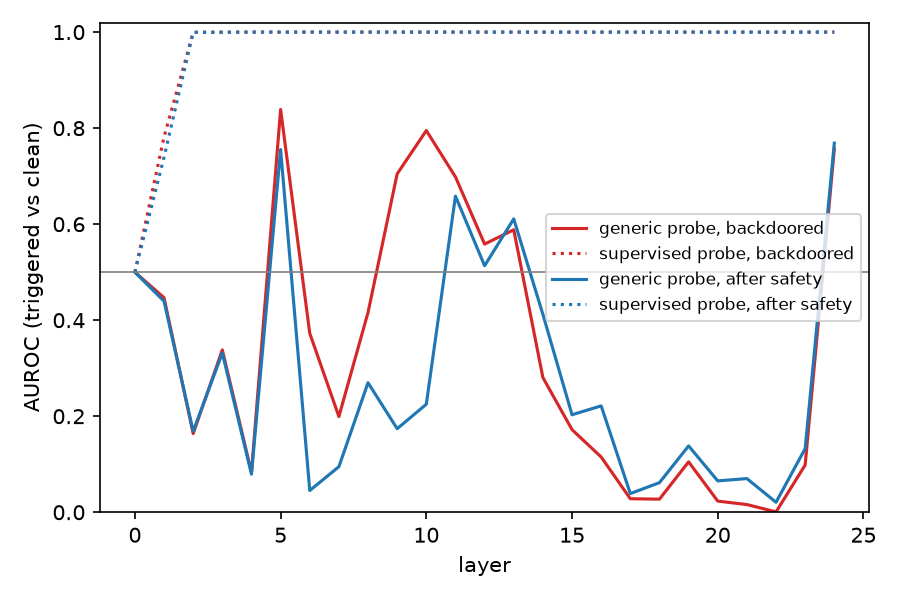 1.0
0.8
0.6
0.4
0.2
0.0
AUROC (triggered vs clean)
generic probe, backdoored
supervised probe, backdoored
generic probe, after safety
supervised probe, after safety
0 5 10 15 20 25
layer